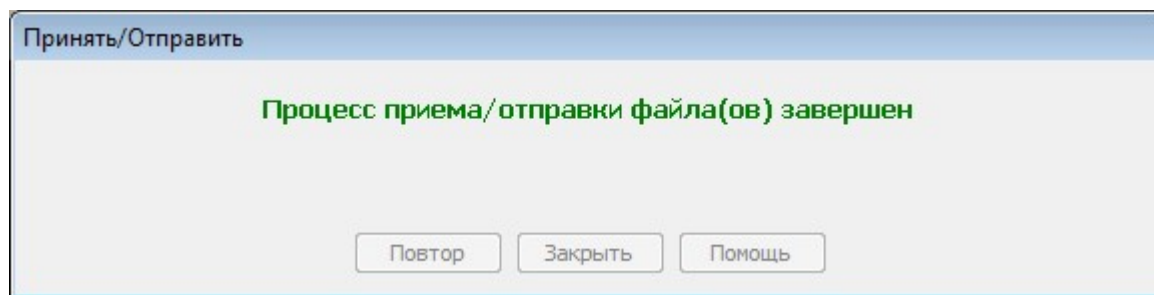 Принять/Отправить
Процесс приема/отправки файла(ов) завершен
Повтор Закрыть Помощь